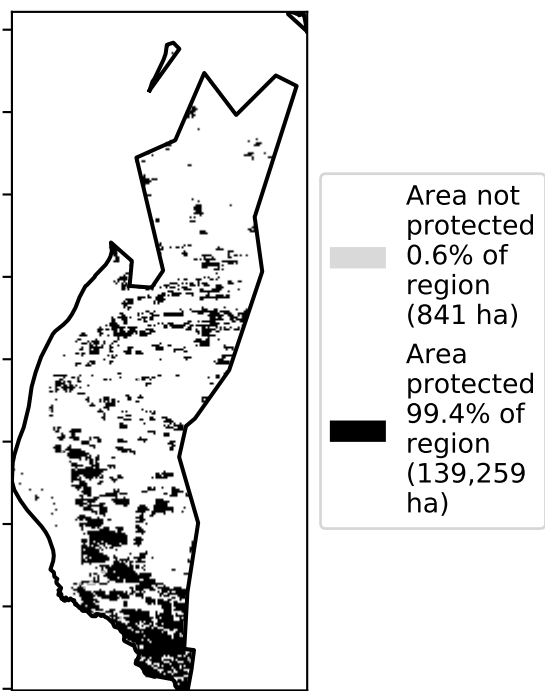 Area not
protected
0.6% of
region
(841 ha)
Area
protected
99.4% of
region
(139,259
ha)